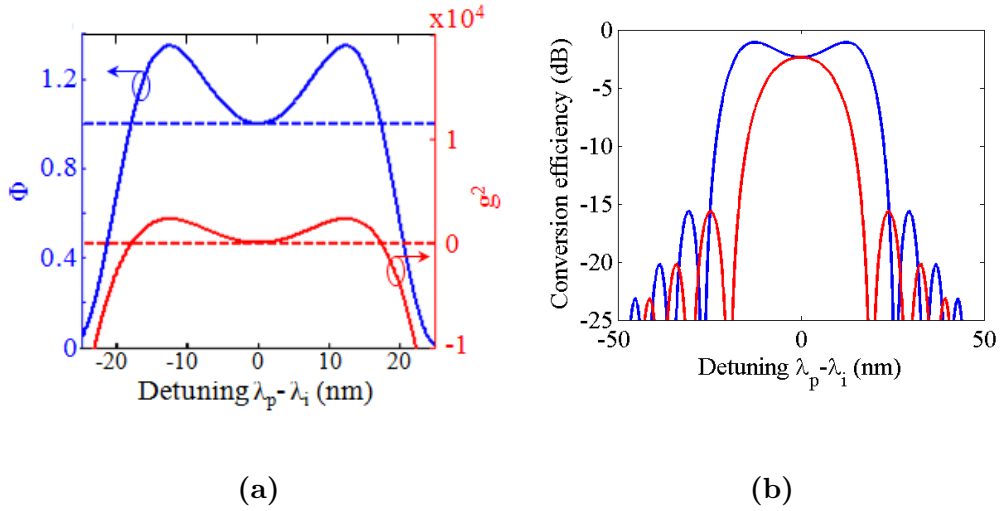 x10⁴
1.2
0.8
0.4
0
Φ
1
0
-1
g²
-20 -10 0 10 20
Detuning λp-λi (nm)
(a)
0
-5
-10
-15
-20
-25
Conversion efficiency (dB)
-50 0 50
Detuning λp-λi (nm)
(b)